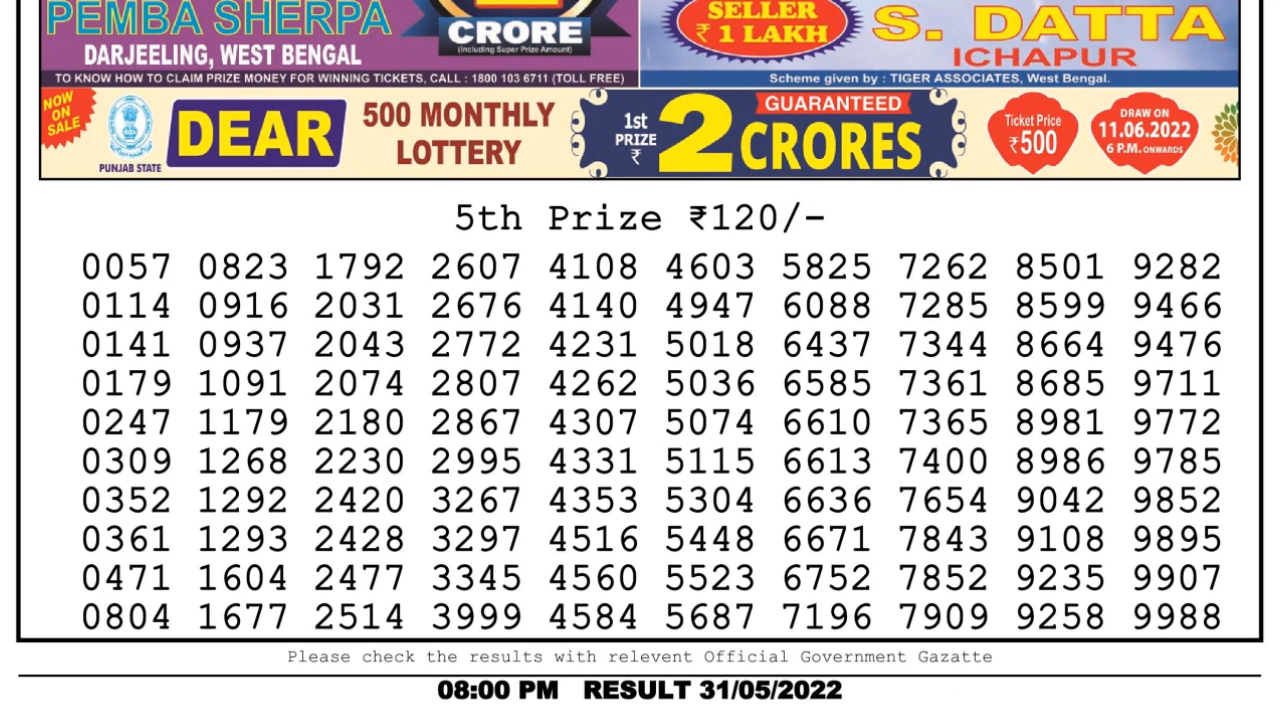 PEMBA SHERPA
DARJEELING, WEST BENGAL
CRORE
(Including Super Prize Amount)
TO KNOW HOW TO CLAIM PRIZE MONEY FOR WINNING TICKETS, CALL : 1800 103 6711 (TOLL FREE)
SELLER
₹ 1 LAKH
S. DATTA
ICHAPUR
Scheme given by : TIGER ASSOCIATES, West Bengal.
NOW
ON
SALE
PUNJAB STATE
DEAR
500 MONTHLY
LOTTERY
1st
PRIZE
₹
2
GUARANTEED
CRORES
Ticket Price
₹500
DRAW ON
11.06.2022
6 P.M. ONWARDS
5th Prize ₹120/-
0057 0823 1792 2607 4108 4603 5825 7262 8501 9282
0114 0916 2031 2676 4140 4947 6088 7285 8599 9466
0141 0937 2043 2772 4231 5018 6437 7344 8664 9476
0179 1091 2074 2807 4262 5036 6585 7361 8685 9711
0247 1179 2180 2867 4307 5074 6610 7365 8981 9772
0309 1268 2230 2995 4331 5115 6613 7400 8986 9785
0352 1292 2420 3267 4353 5304 6636 7654 9042 9852
0361 1293 2428 3297 4516 5448 6671 7843 9108 9895
0471 1604 2477 3345 4560 5523 6752 7852 9235 9907
0804 1677 2514 3999 4584 5687 7196 7909 9258 9988
Please check the results with relevent Official Government Gazatte
08:00 PM RESULT 31/05/2022